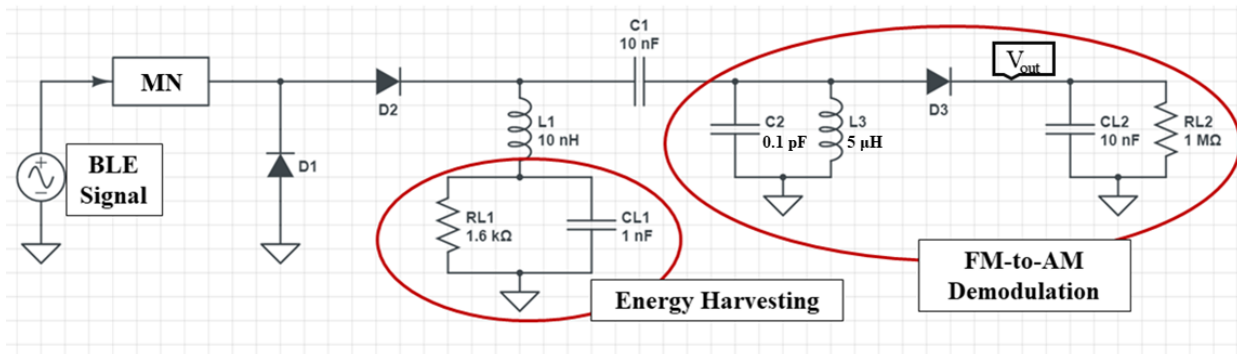 C1
10 nF
MN
D2
D3
Vout
L1
10 nH
C2
0.1 pF
L3
5 μH
CL2
10 nF
RL2
1 MΩ
BLE
Signal
D1
RL1
1.6 kΩ
CL1
1 nF
Energy Harvesting
FM-to-AM
Demodulation